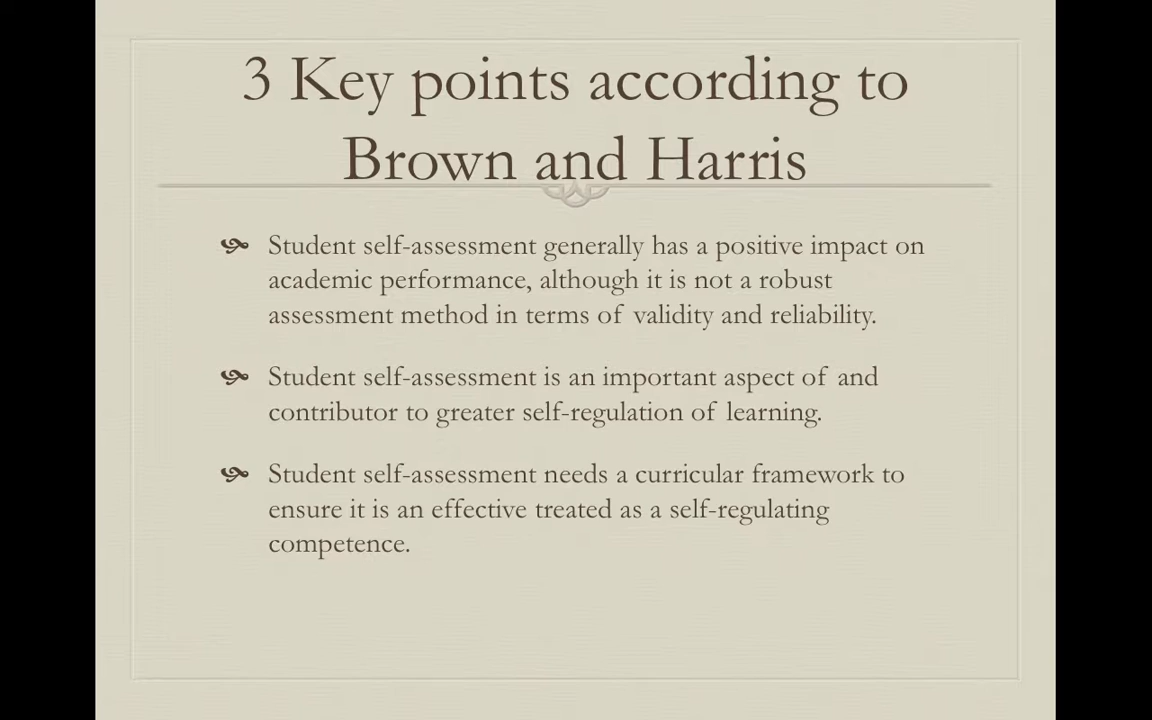 3 Key points according to
Brown and Harris
Student self-assessment generally has a positive impact on
academic performance, although it is not a robust
assessment method in terms of validity and reliability.
Student self-assessment is an important aspect of and
contributor to greater self-regulation of learning.
Student self-assessment needs a curricular framework to
ensure it is an effective treated as a self-regulating
competence.